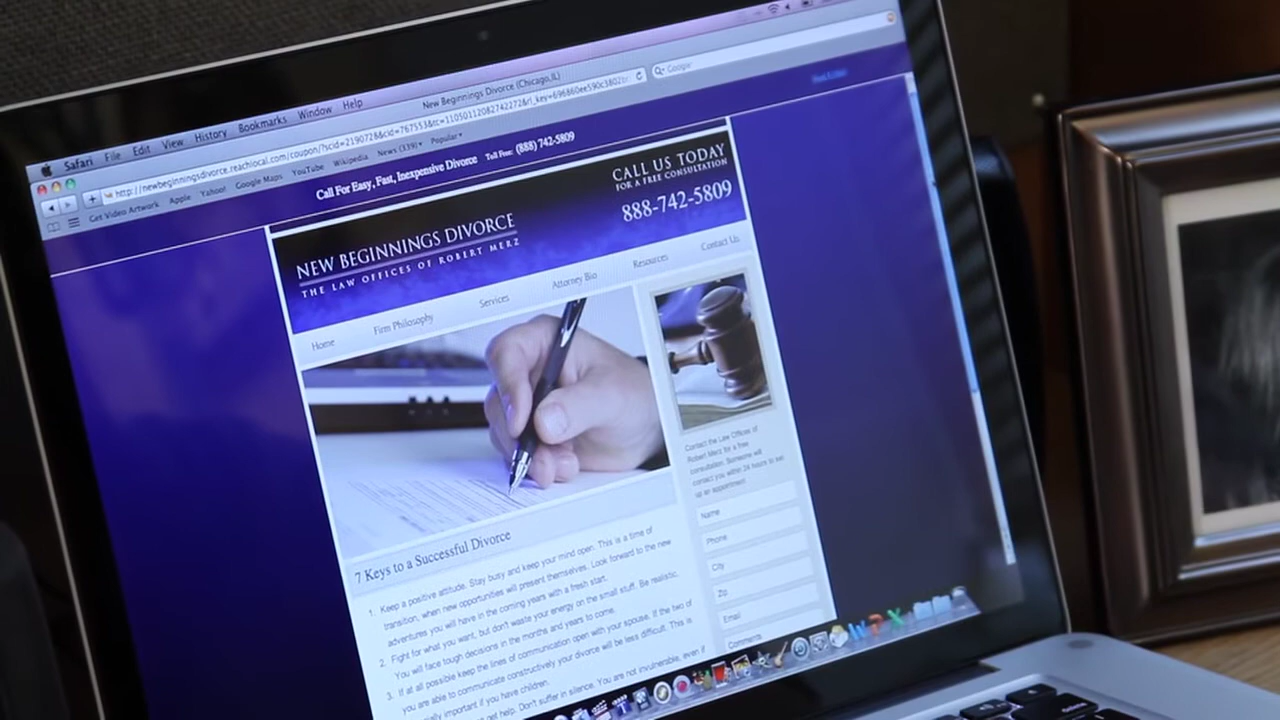 Safari File Edit View History Bookmarks Window Help
New Beginnings Divorce (Chicago,IL)
Google
Get Video Artwork Apple Yahoo! Google Maps YouTube Wikipedia News (339) Popular
Call For Easy, Fast, Inexpensive Divorce Toll Free: (888) 742-5809
CALL US TODAY
FOR A FREE CONSULTATION
888-742-5809
NEW BEGINNINGS DIVORCE
THE LAW OFFICES OF ROBERT MERZ
Home Firm Philosophy Services Attorney Bio Resources Contact Us
Contact the Law Offices of
Robert Merz for a free
consultation. Someone will
contact you within 24 hours to set
up an appointment
Name
Phone
City
Zip
Email
Comments
7 Keys to a Successful Divorce
1. Keep a positive attitude. Stay busy and keep your mind open. This is a time of
transition, when new opportunities will present themselves. Look forward to the new
adventures you will have in the coming years with a fresh start.
2. Fight for what you want, but don't waste your energy on the small stuff. Be realistic.
You will face tough decisions in the months and years to come.
3. If at all possible keep the lines of communication open with your spouse. If the two of
you are able to communicate constructively your divorce will be less difficult. This is
important if you have children.
get help. Don't suffer in silence. You are not invulnerable, even if